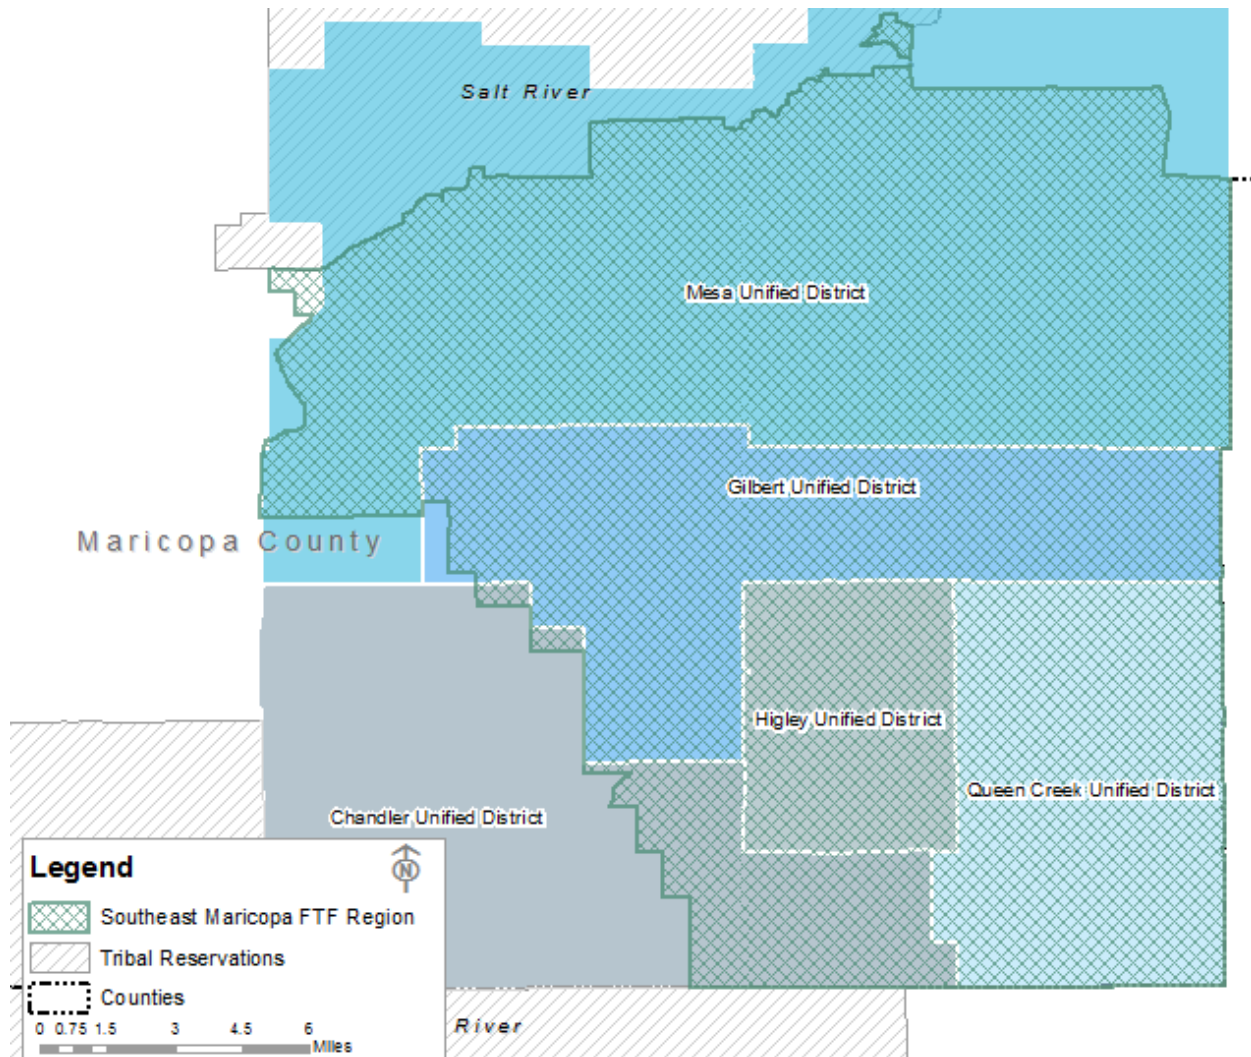 Salt River
Mesa Unified District
Gilbert Unified District
Maricopa County
Higley Unified District
Queen Creek Unified District
Chandler Unified District
Legend
N
Southeast Maricopa FTF Region
Tribal Reservations
Counties
0 0.75 1.5 3 4.5 6
Miles
River